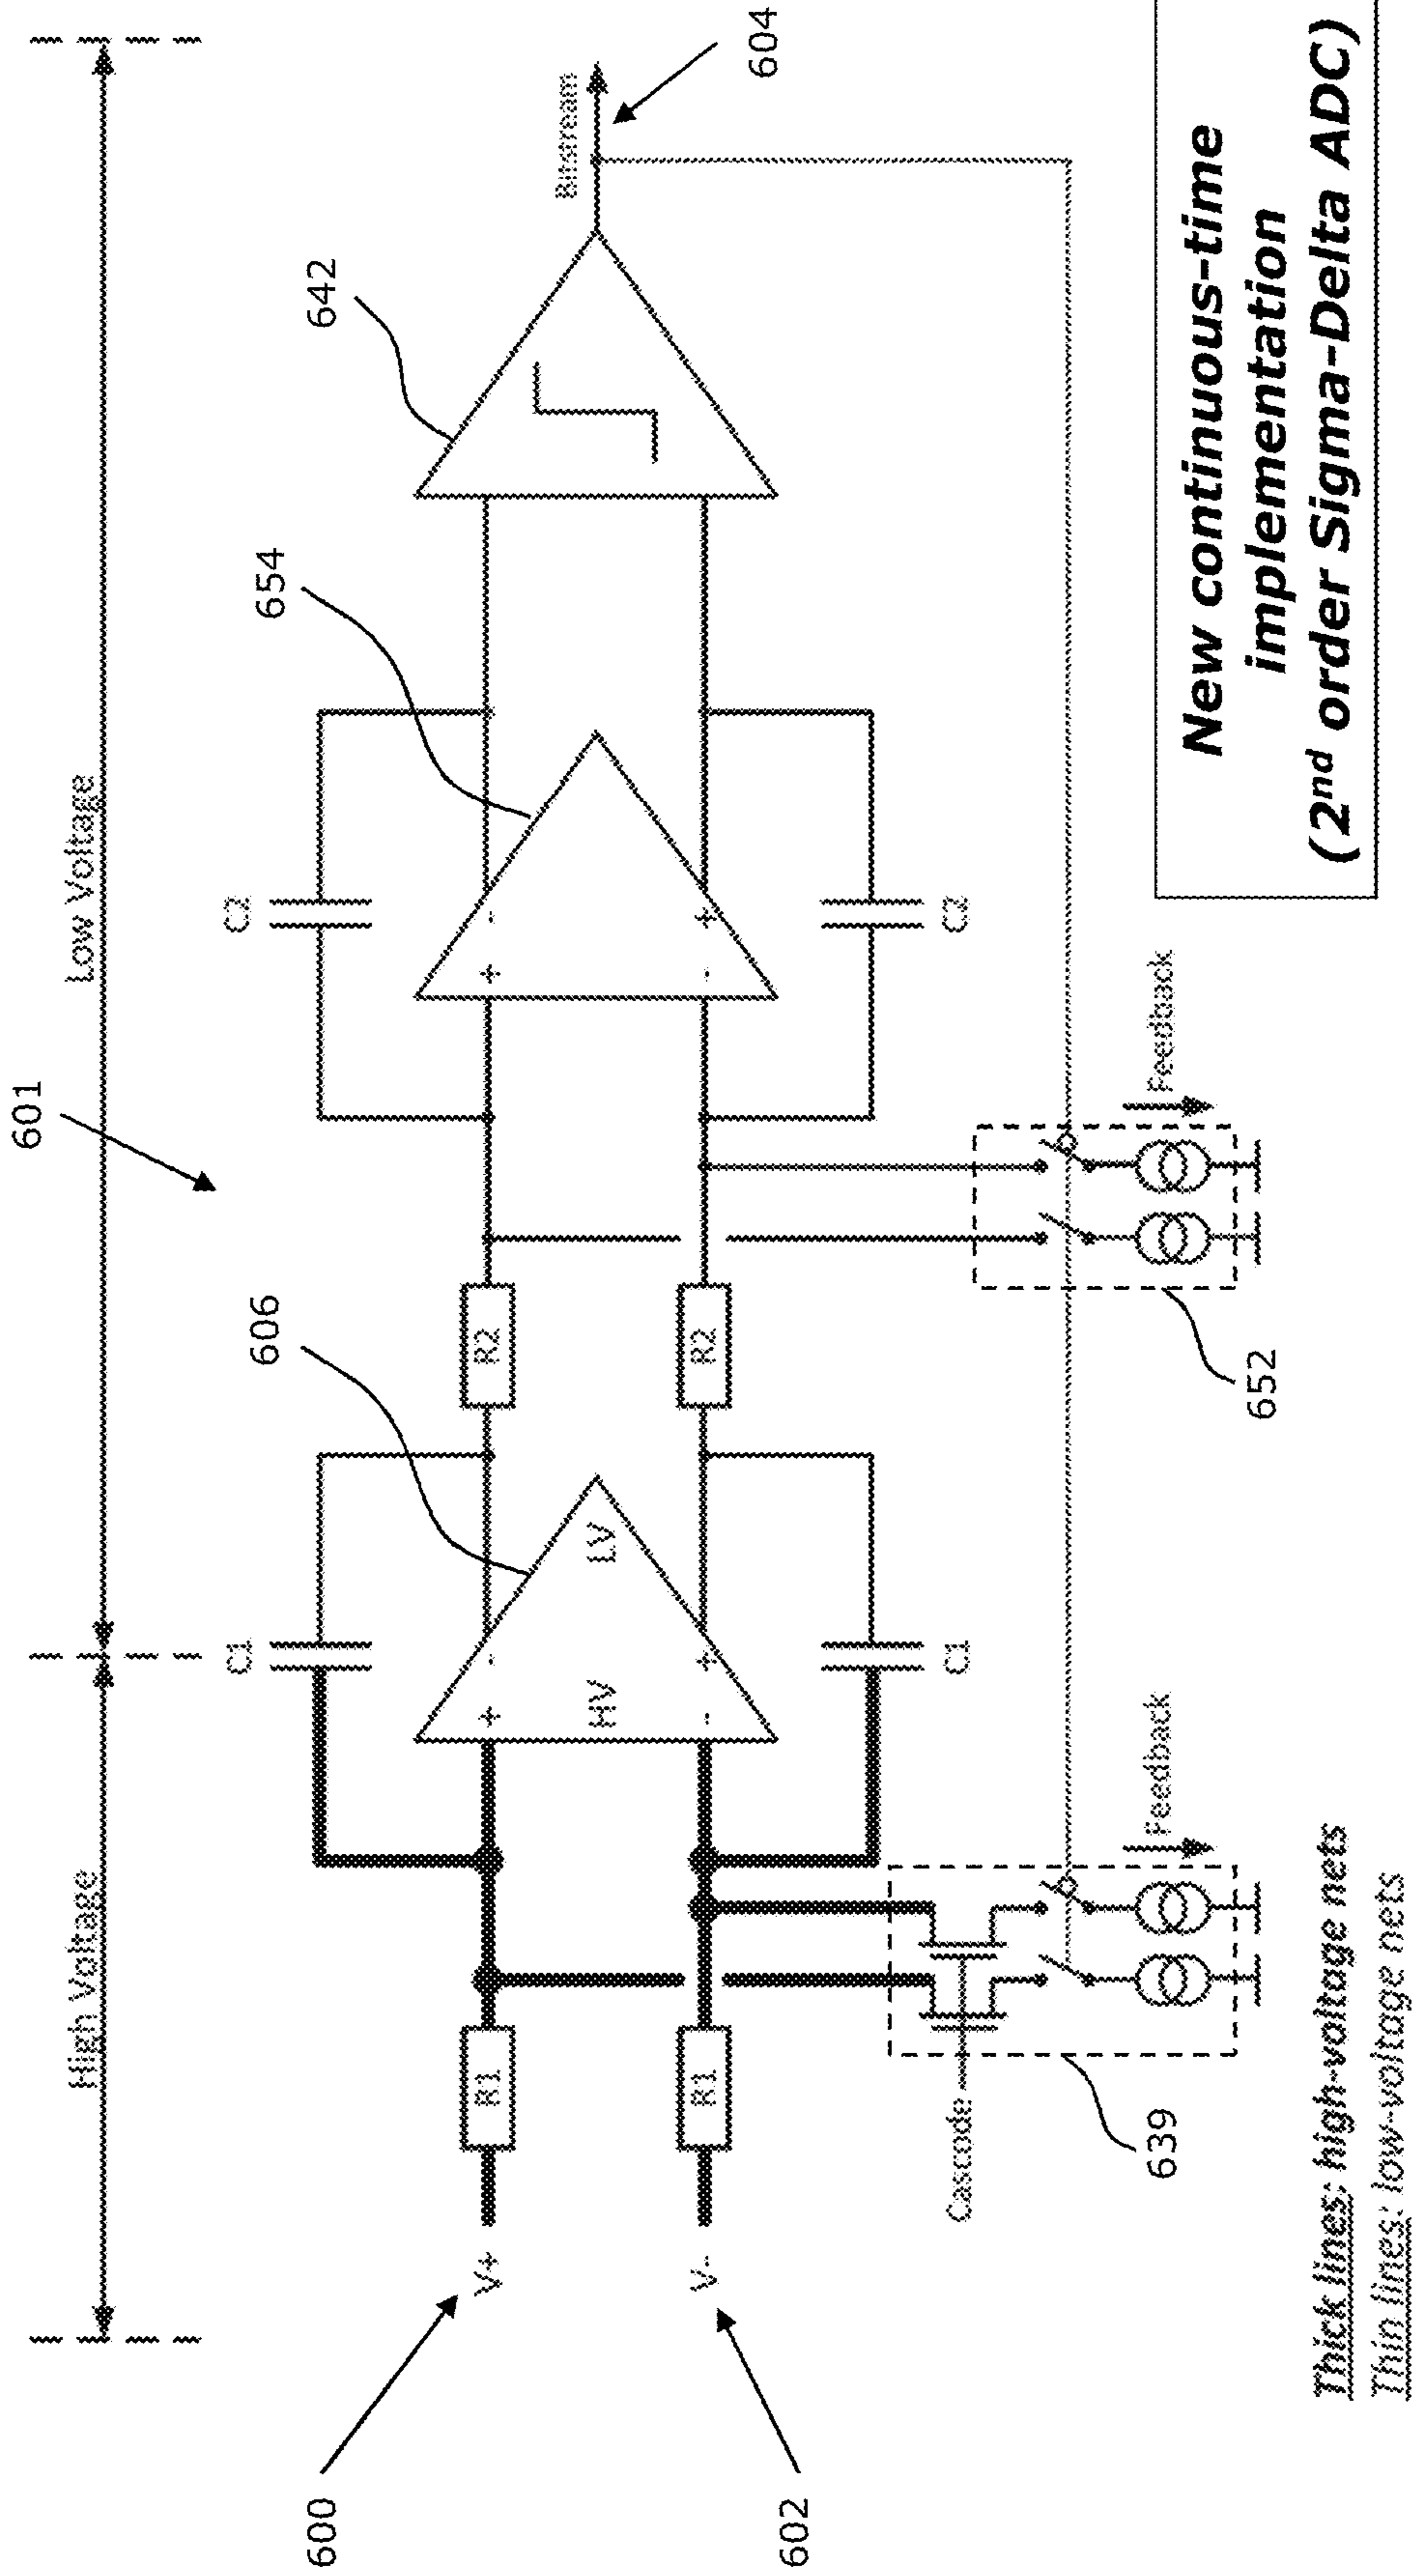 601
High Voltage
Low Voltage
C1
C2
606
654
642
600
V+
R1
+
-
R2
+
-
Bitstream
HV
LV
604
602
V-
R1
-
+
R2
-
+
C1
C2
Cascode
639
Feedback
652
Feedback
New continuous-time
implementation
(2nd order Sigma-Delta ADC)
Thick lines: high-voltage nets
Thin lines: low-voltage nets